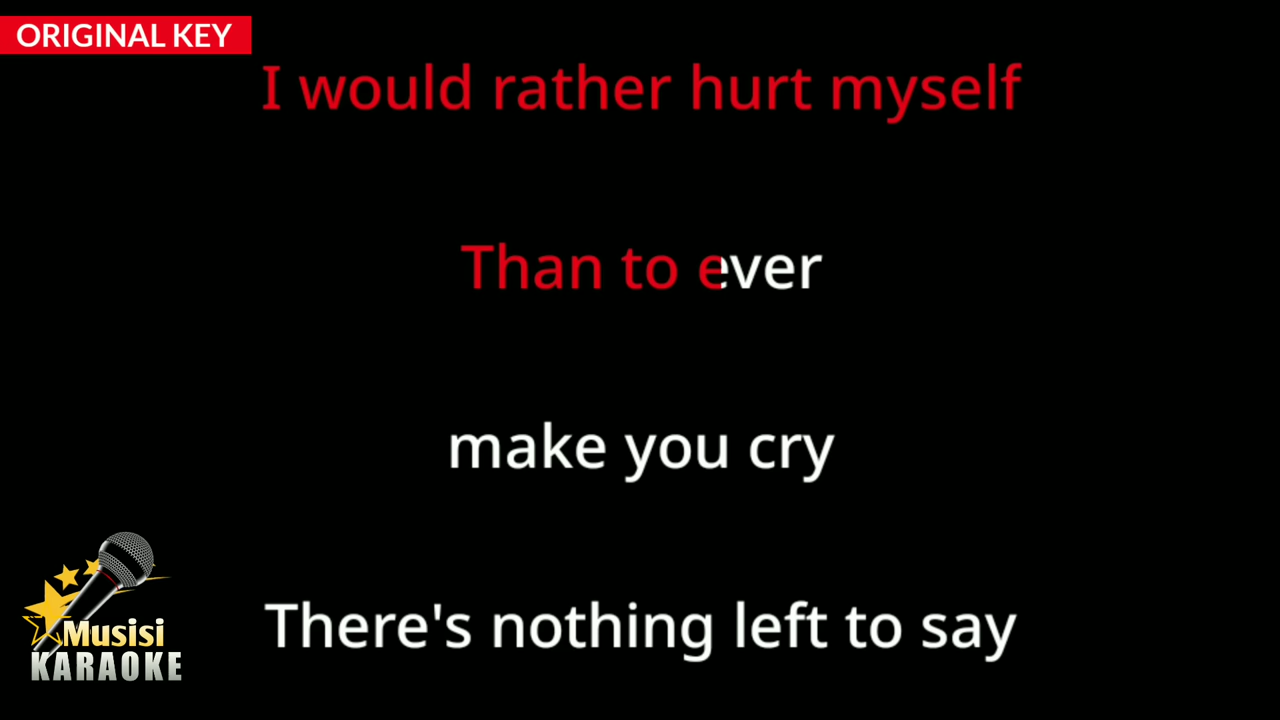 ORIGINAL KEY
I would rather hurt myself
Than to ever
make you cry
There's nothing left to say
Musisi
KARAOKE